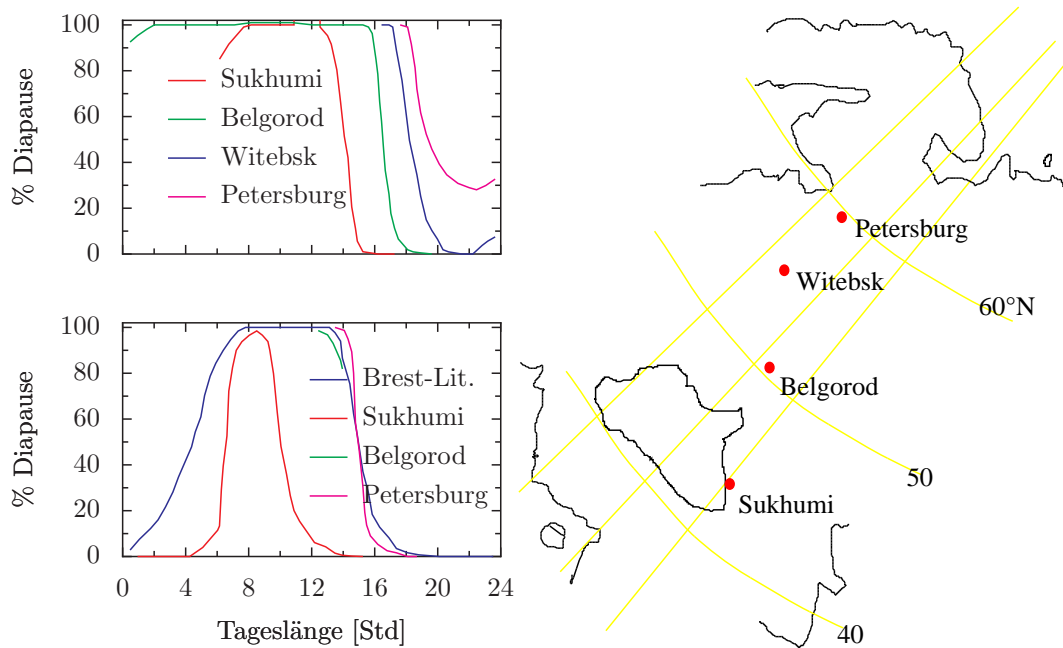 100
80
60
40
20
0
% Diapause
Sukhumi
Belgorod
Witebsk
Petersburg
100
80
60
40
20
0
% Diapause
Brest-Lit.
Sukhumi
Belgorod
Petersburg
0 4 8 12 16 20 24
Tageslänge [Std]
Petersburg
Witebsk
60°N
Belgorod
50
Sukhumi
40